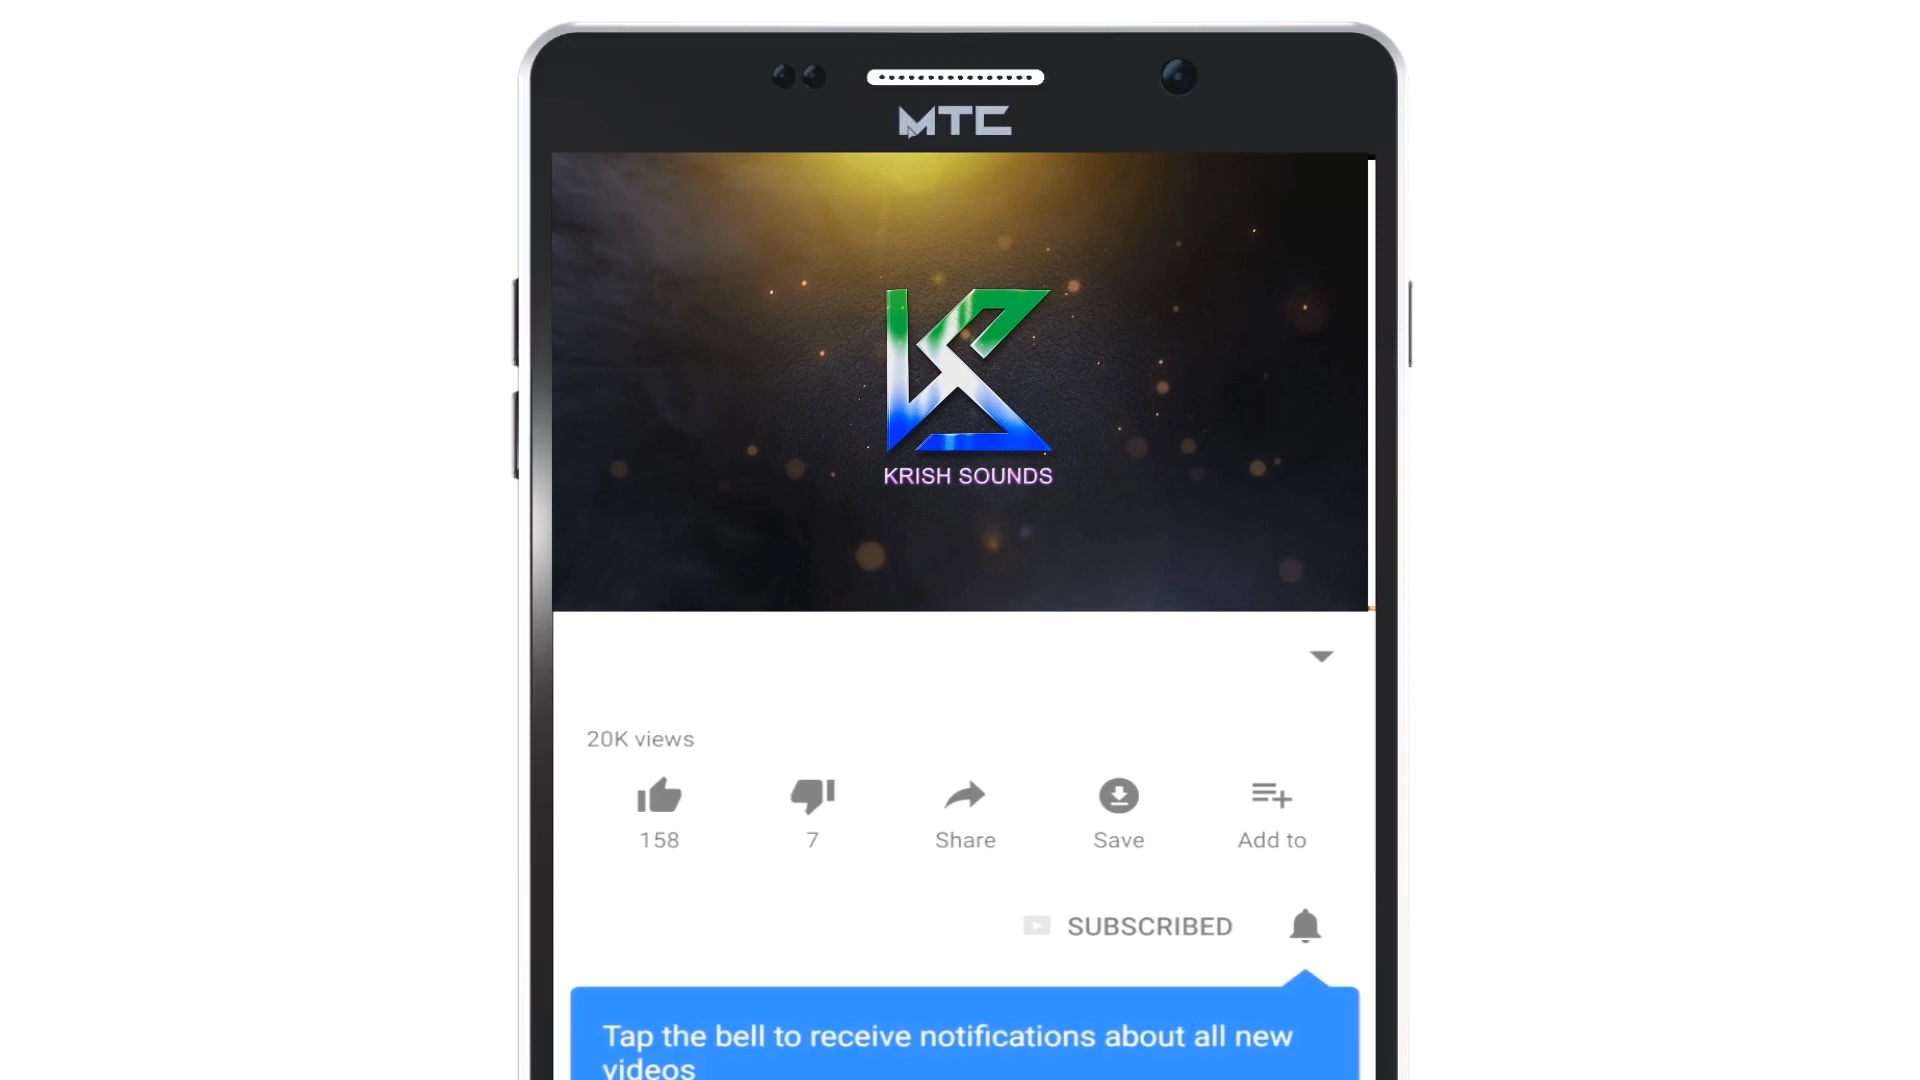 MTC
KRISH SOUNDS
20K views
158
7
Share
Save
Add to
SUBSCRIBED
Tap the bell to receive notifications about all new
videos